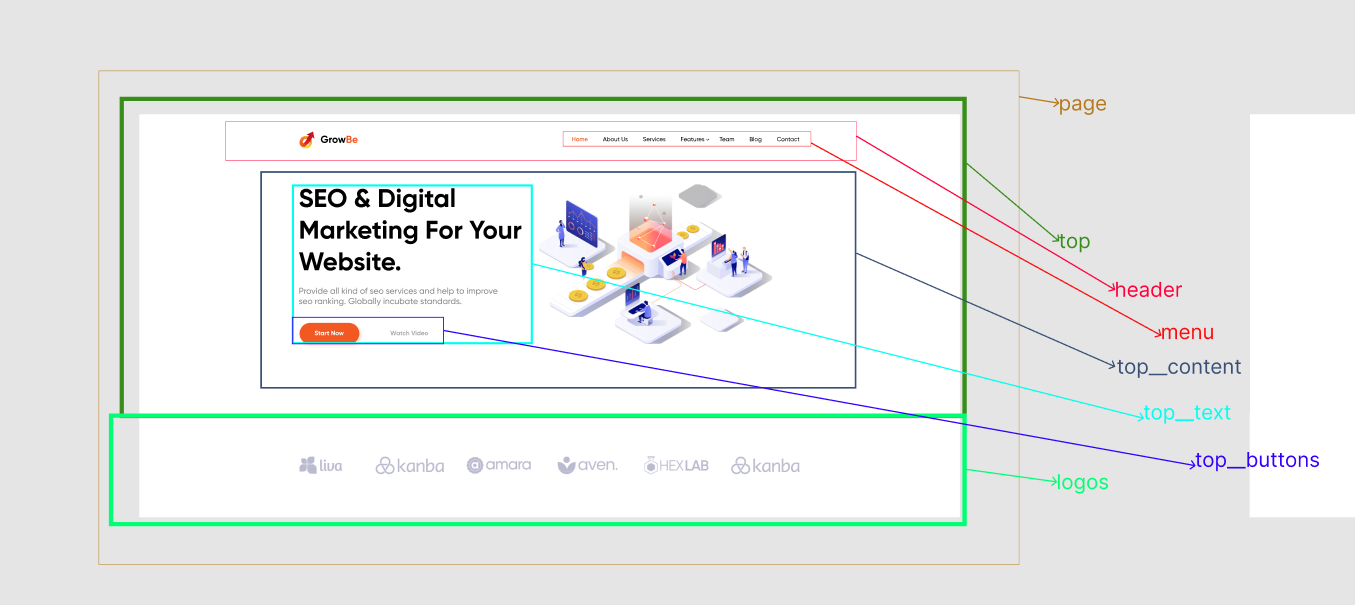 GrowBe
Home About Us Services Features Team Blog Contact
SEO & Digital
Marketing For Your
Website.
Provide all kind of seo services and help to improve
seo ranking. Globally incubate standards.
Start Now Watch Video
liva kanba amara aven. HEXLAB kanba
page
top
header
menu
top__content
top__text
top__buttons
logos